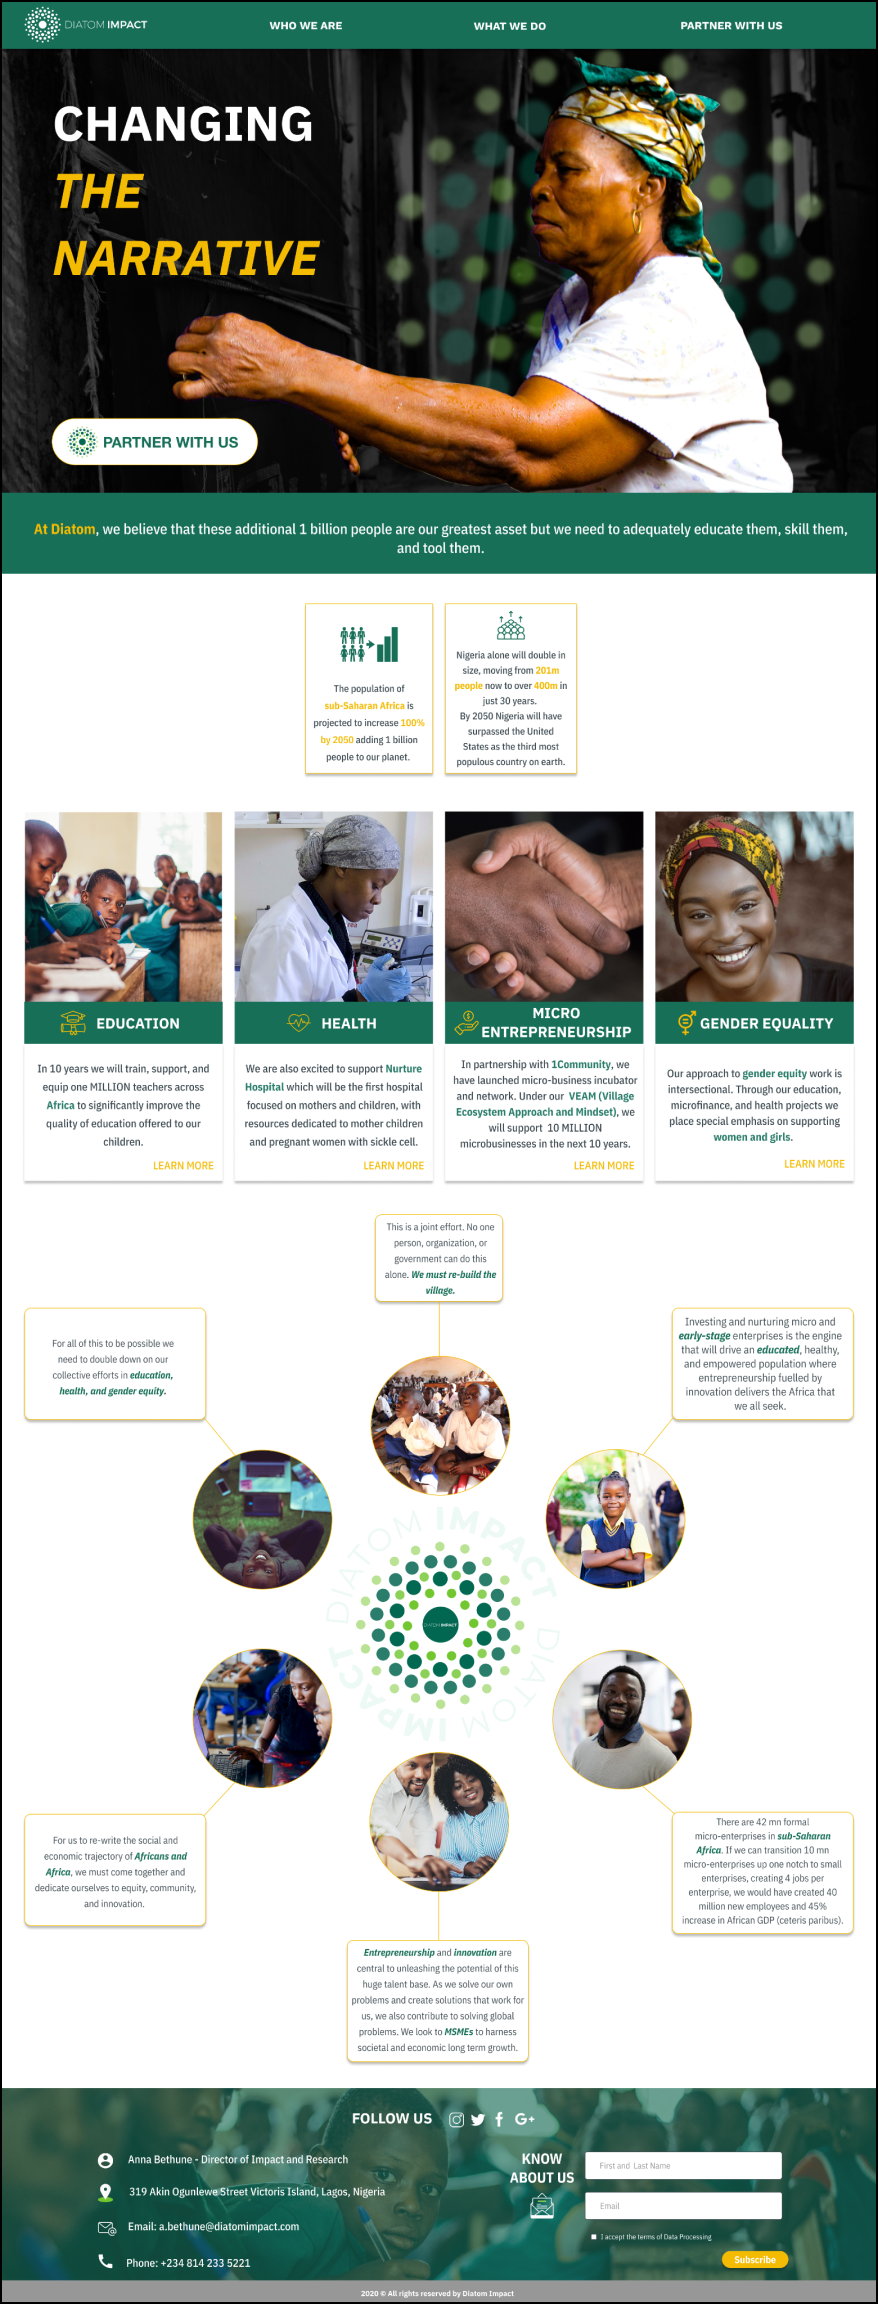 DIATOM IMPACT
WHO WE ARE
WHAT WE DO
PARTNER WITH US
CHANGING
THE
NARRATIVE
PARTNER WITH US
At Diatom, we believe that these additional 1 billion people are our greatest asset but we need to adequately educate them, skill them,
and tool them.
The population of
sub-Saharan Africa is
projected to increase 100%
by 2050 adding 1 billion
people to our planet.
Nigeria alone will double in
size, moving from 201m
people now to over 400m in
just 30 years.
By 2050 Nigeria will have
surpassed the United
States as the third most
populous country on earth.
EDUCATION
In 10 years we will train, support, and
equip one MILLION teachers across
Africa to significantly improve the
quality of education offered to our
children.
LEARN MORE
HEALTH
We are also excited to support Nurture
Hospital which will be the first hospital
focused on mothers and children, with
resources dedicated to mother children
and pregnant women with sickle cell.
LEARN MORE
MICRO
ENTREPRENEURSHIP
In partnership with 1Community, we
have launched micro-business incubator
and network. Under our VEAM (Village
Ecosystem Approach and Mindset), we
will support 10 MILLION
microbusinesses in the next 10 years.
LEARN MORE
GENDER EQUALITY
Our approach to gender equity work is
intersectional. Through our education,
microfinance, and health projects we
place special emphasis on supporting
women and girls.
LEARN MORE
This is a joint effort. No one
person, organization, or
government can do this
alone. We must re-build the
village.
For all of this to be possible we
need to double down on our
collective efforts in education,
health, and gender equity.
Investing and nurturing micro and
early-stage enterprises is the engine
that will drive an educated, healthy,
and empowered population where
entrepreneurship fuelled by
innovation delivers the Africa that
we all seek.
DIATOM IMPACT
DIATOM IMPACT
DIATOM IMPACT
For us to re-write the social and
economic trajectory of Africans and
Africa, we must come together and
dedicate ourselves to equity, community,
and innovation.
There are 42 mn formal
micro-enterprises in sub-Saharan
Africa. If we can transition 10 mn
micro-enterprises up one notch to small
enterprises, creating 4 jobs per
enterprise, we would have created 40
million new employees and 45%
increase in African GDP (ceteris paribus).
Entrepreneurship and innovation are
central to unleashing the potential of this
huge talent base. As we solve our own
problems and create solutions that work for
us, we also contribute to solving global
problems. We look to MSMEs to harness
societal and economic long term growth.
FOLLOW US
G+
Anna Bethune - Director of Impact and Research
319 Akin Ogunlewe Street Victoris Island, Lagos, Nigeria
Email: a.bethune@diatomimpact.com
Phone: +234 814 233 5221
KNOW
ABOUT US
First and Last Name
Email
I accept the terms of Data Processing
Subscribe
2020 © All rights reserved by Diatom Impact